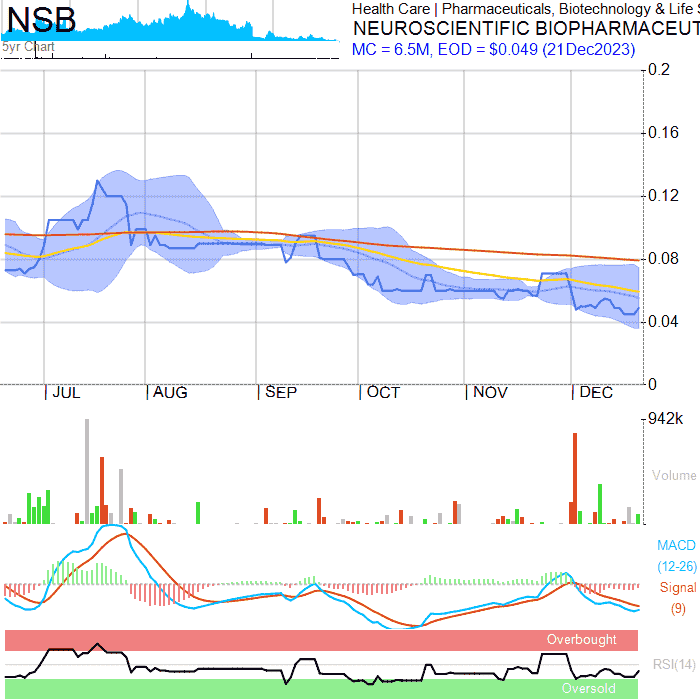 NSB
Health Care | Pharmaceuticals, Biotechnology & Life
NEUROSCIENTIFIC BIOPHARMACEUT
MC = 6.5M, EOD = $0.049 (21Dec2023)
5yr Chart
0.2
0.16
0.12
0.08
0.04
0
JUL
AUG
SEP
OCT
NOV
DEC
942k
Volume
MACD
(12-26)
Signal
(9)
Overbought
RSI(14)
Oversold